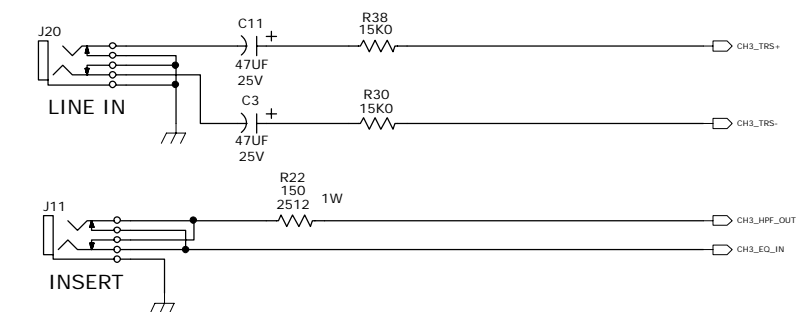 J20
C11
+
47UF
25V
R38
15K0
CH3_TRS+
LINE IN
C3
+
47UF
25V
R30
15K0
CH3_TRS-
J11
R22
150
2512
1W
CH3_HPF_OUT
CH3_EQ_IN
INSERT